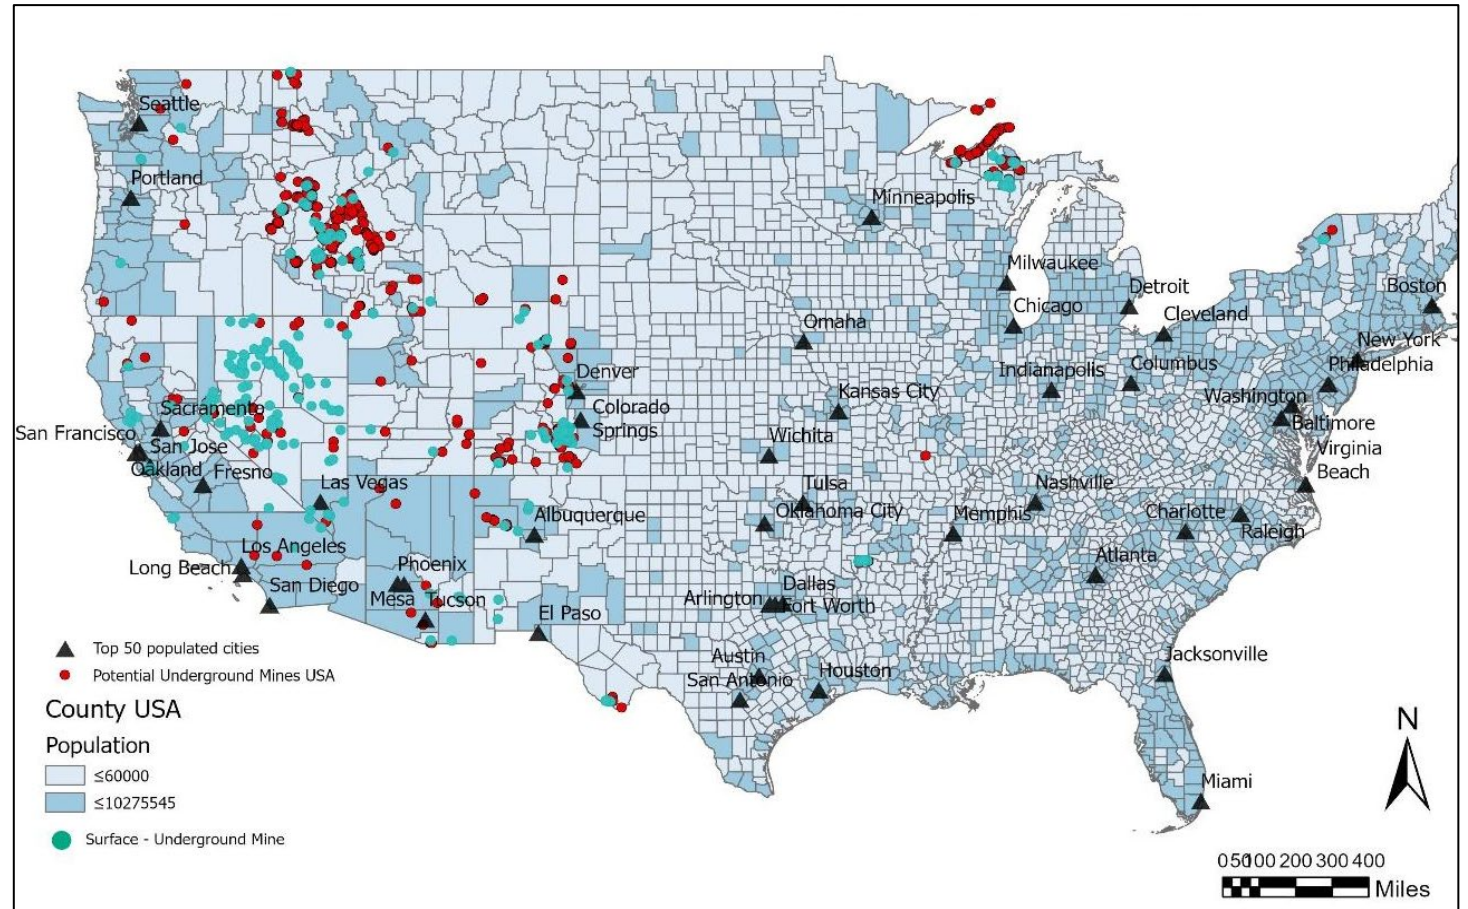 Seattle
Portland
Minneapolis
Milwaukee
Detroit
Boston
Chicago
Cleveland
Omaha
New York
Philadelphia
Indianapolis
Columbus
Denver
Kansas City
Washington
Colorado
Springs
Sacramento
San Francisco
Baltimore
San Jose
Wichita
Virginia
Beach
Oakland
Fresno
Las Vegas
Tulsa
Nashville
Albuquerque
Oklahoma City
Memphis
Charlotte
Raleigh
Los Angeles
Atlanta
Long Beach
Phoenix
San Diego
Dallas
Mesa
Tucson
Arlington
Fort Worth
El Paso
Austin
Jacksonville
San Antonio
Houston
Miami
Top 50 populated cities
Potential Underground Mines USA
County USA
Population
≤60000
≤10275545
Surface - Underground Mine
N
0 50 100 200 300 400
Miles